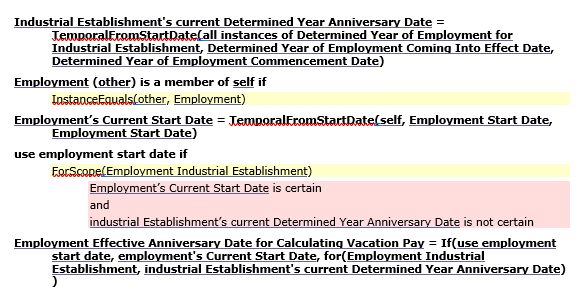 Industrial Establishment's current Determined Year Anniversary Date =
TemporalFromStartDate(all instances of Determined Year of Employment for
Industrial Establishment, Determined Year of Employment Coming Into Effect Date,
Determined Year of Employment Commencement Date)
Employment (other) is a member of self if
InstanceEquals(other, Employment)
Employment’s Current Start Date = TemporalFromStartDate(self, Employment Start Date,
Employment Start Date)
use employment start date if
ForScope(Employment Industrial Establishment)
Employment’s Current Start Date is certain
and
industrial Establishment’s current Determined Year Anniversary Date is not certain
Employment Effective Anniversary Date for Calculating Vacation Pay = If(use employment
start date, employment's Current Start Date, for(Employment Industrial
Establishment, industrial Establishment's current Determined Year Anniversary Date)
)